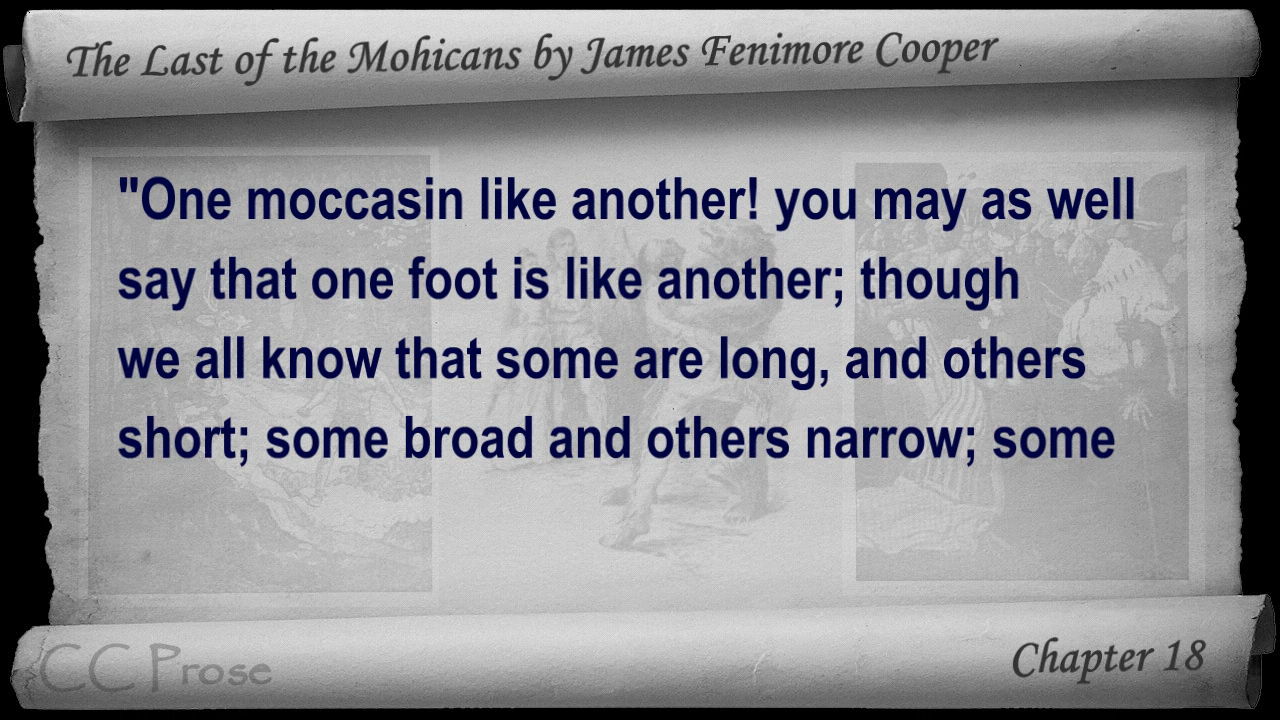 The Last of the Mohicans by James Fenimore Cooper
"One moccasin like another! you may as well
say that one foot is like another; though
we all know that some are long, and others
short; some broad and others narrow; some
CC Prose
Chapter 18